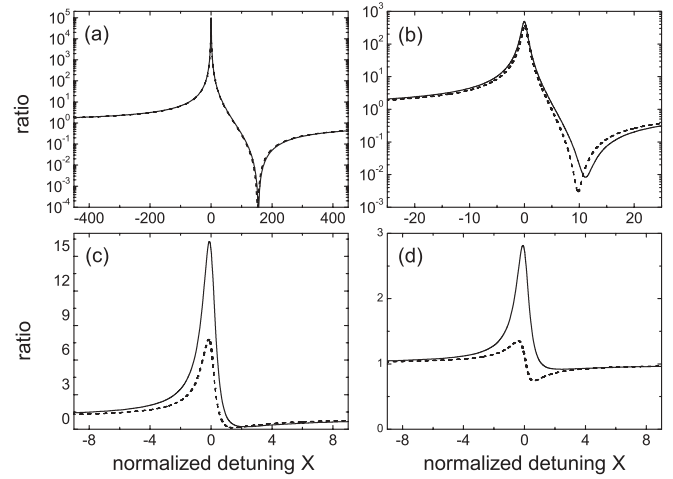 (a)
ratio
10^5
10^4
10^3
10^2
10^1
10^0
10^-1
10^-2
10^-3
10^-4
-400 -200 0 200 400
(b)
10^3
10^2
10^1
10^0
10^-1
10^-2
10^-3
-20 -10 0 10 20
(c)
ratio
15
12
9
6
3
0
-8 -4 0 4 8
normalized detuning X
(d)
3
2
1
0
-8 -4 0 4 8
normalized detuning X